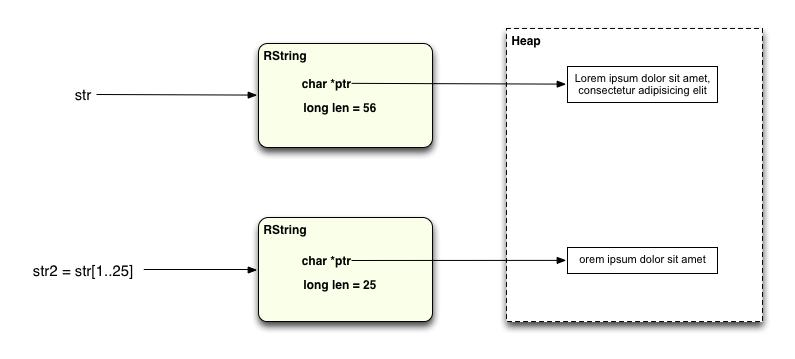 str
RString
char *ptr
long len = 56
Heap
Lorem ipsum dolor sit amet,
consectetur adipisicing elit
str2 = str[1..25]
RString
char *ptr
long len = 25
orem ipsum dolor sit amet